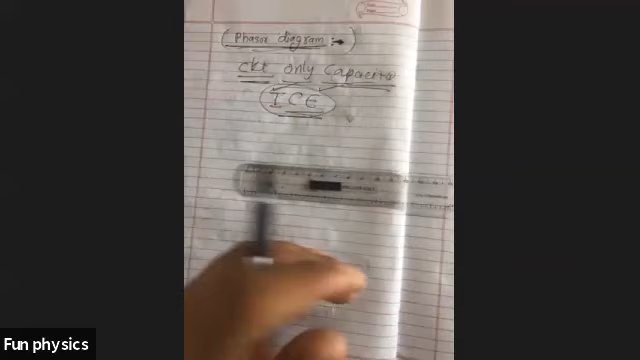 (Phasor diagram :→)
ckt only Capacitor
ICE
Fun physics